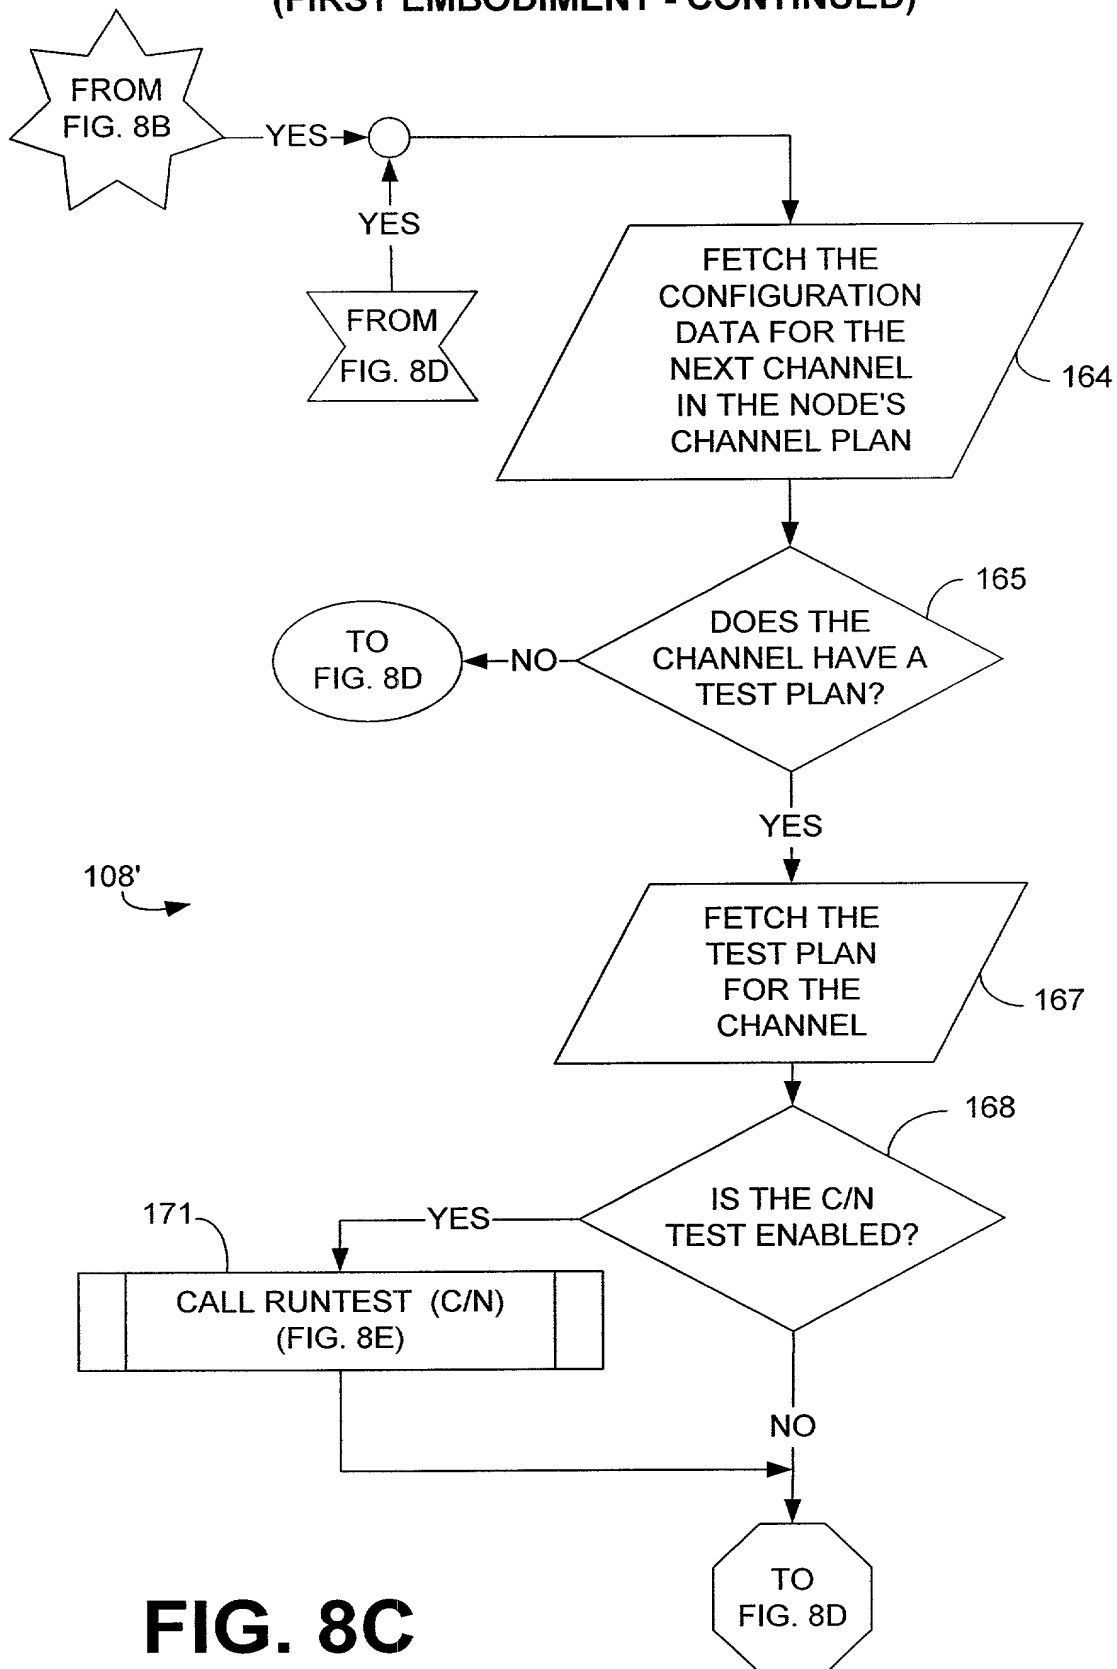 (FIRST EMBODIMENT - CONTINUED)
FROM
FIG. 8B
YES
YES
FROM
FIG. 8D
FETCH THE
CONFIGURATION
DATA FOR THE
NEXT CHANNEL
IN THE NODE'S
CHANNEL PLAN
164
165
DOES THE
CHANNEL HAVE A
TEST PLAN?
NO
TO
FIG. 8D
YES
108'
FETCH THE
TEST PLAN
FOR THE
CHANNEL
167
168
IS THE C/N
TEST ENABLED?
YES
171
CALL RUNTEST (C/N)
(FIG. 8E)
NO
TO
FIG. 8D
FIG. 8C